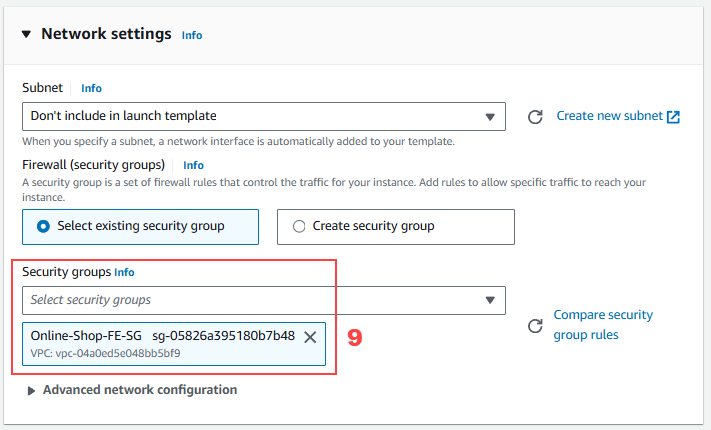 Network settings Info
Subnet Info
Don't include in launch template
Create new subnet
When you specify a subnet, a network interface is automatically added to your template.
Firewall (security groups) Info
A security group is a set of firewall rules that control the traffic for your instance. Add rules to allow specific traffic to reach your
instance.
Select existing security group
Create security group
Security groups Info
Select security groups
Compare security
group rules
Online-Shop-FE-SG sg-05826a395180b7b48
VPC: vpc-04a0ed5e048bb5bf9
9
Advanced network configuration